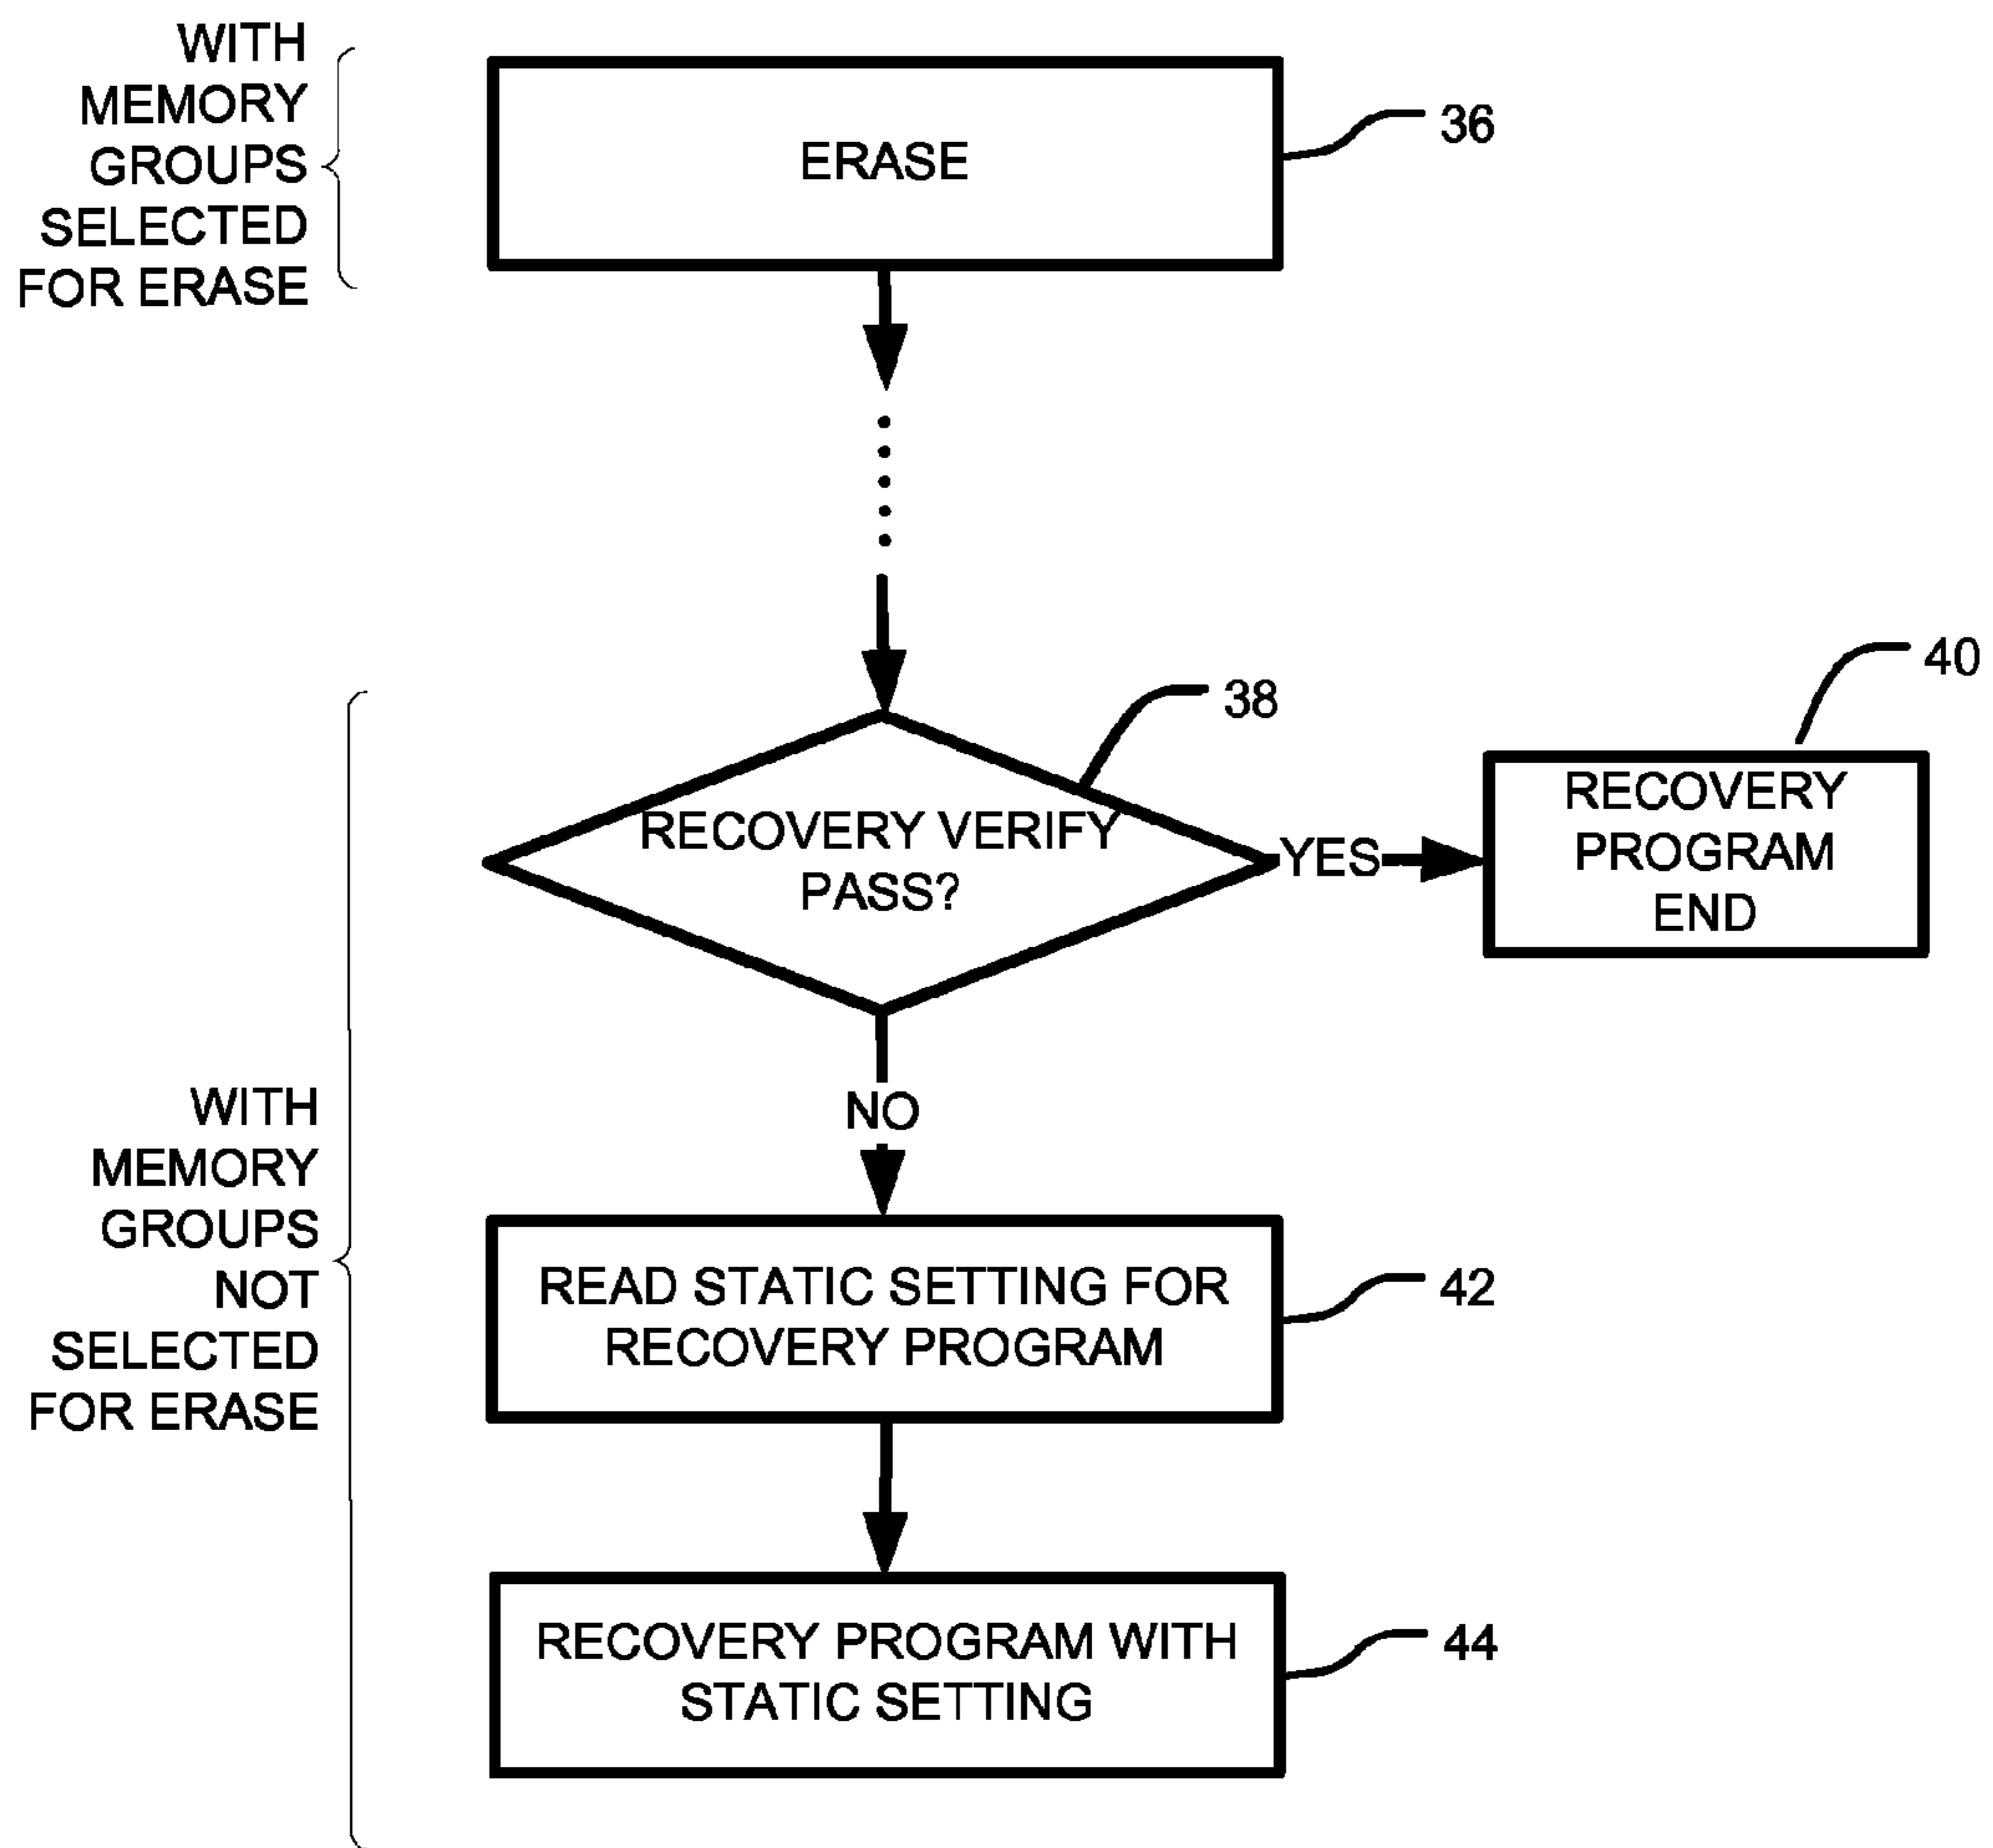 WITH
MEMORY
GROUPS
SELECTED
FOR ERASE
ERASE
36
RECOVERY VERIFY
PASS?
38
YES
RECOVERY
PROGRAM
END
40
NO
WITH
MEMORY
GROUPS
NOT
SELECTED
FOR ERASE
READ STATIC SETTING FOR
RECOVERY PROGRAM
42
RECOVERY PROGRAM WITH
STATIC SETTING
44